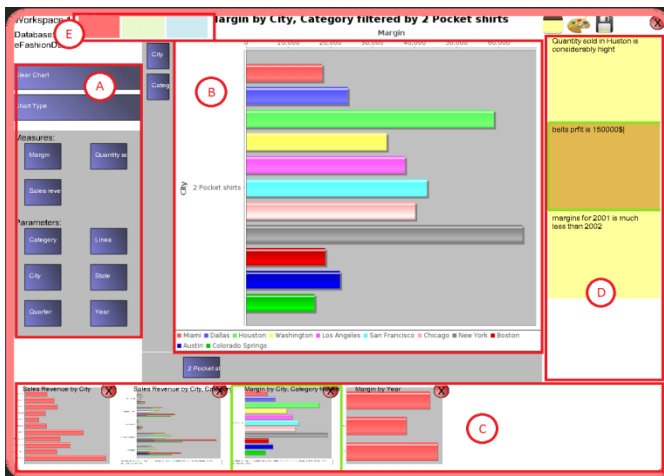 Workspace
E
Margin by City, Category filtered by 2 Pocket shirts
Database:
eFashionDa
Margin
10,000 20,000 30,000 40,000 50,000 60,000
City
Categ
Clear Chart
A
Chart Type
Measures:
Margin
Quantity so
Sales reve
Parameters:
Category
Lines
City
State
Quarter
Year
B
City
2 Pocket shirts
Miami Dallas Houston Washington Los Angeles San Francisco Chicago New York Boston
Austin Colorado Springs
2 Pocket sh
Quantity sold in Huston is
considerably hight
belts prfit is 150000$|
margins for 2001 is much
less than 2002
D
Sales Revenue by City
X
Sales Revenue by City, Categ
X
Margin by City, Category filtere
X
Margin by Year
X
C